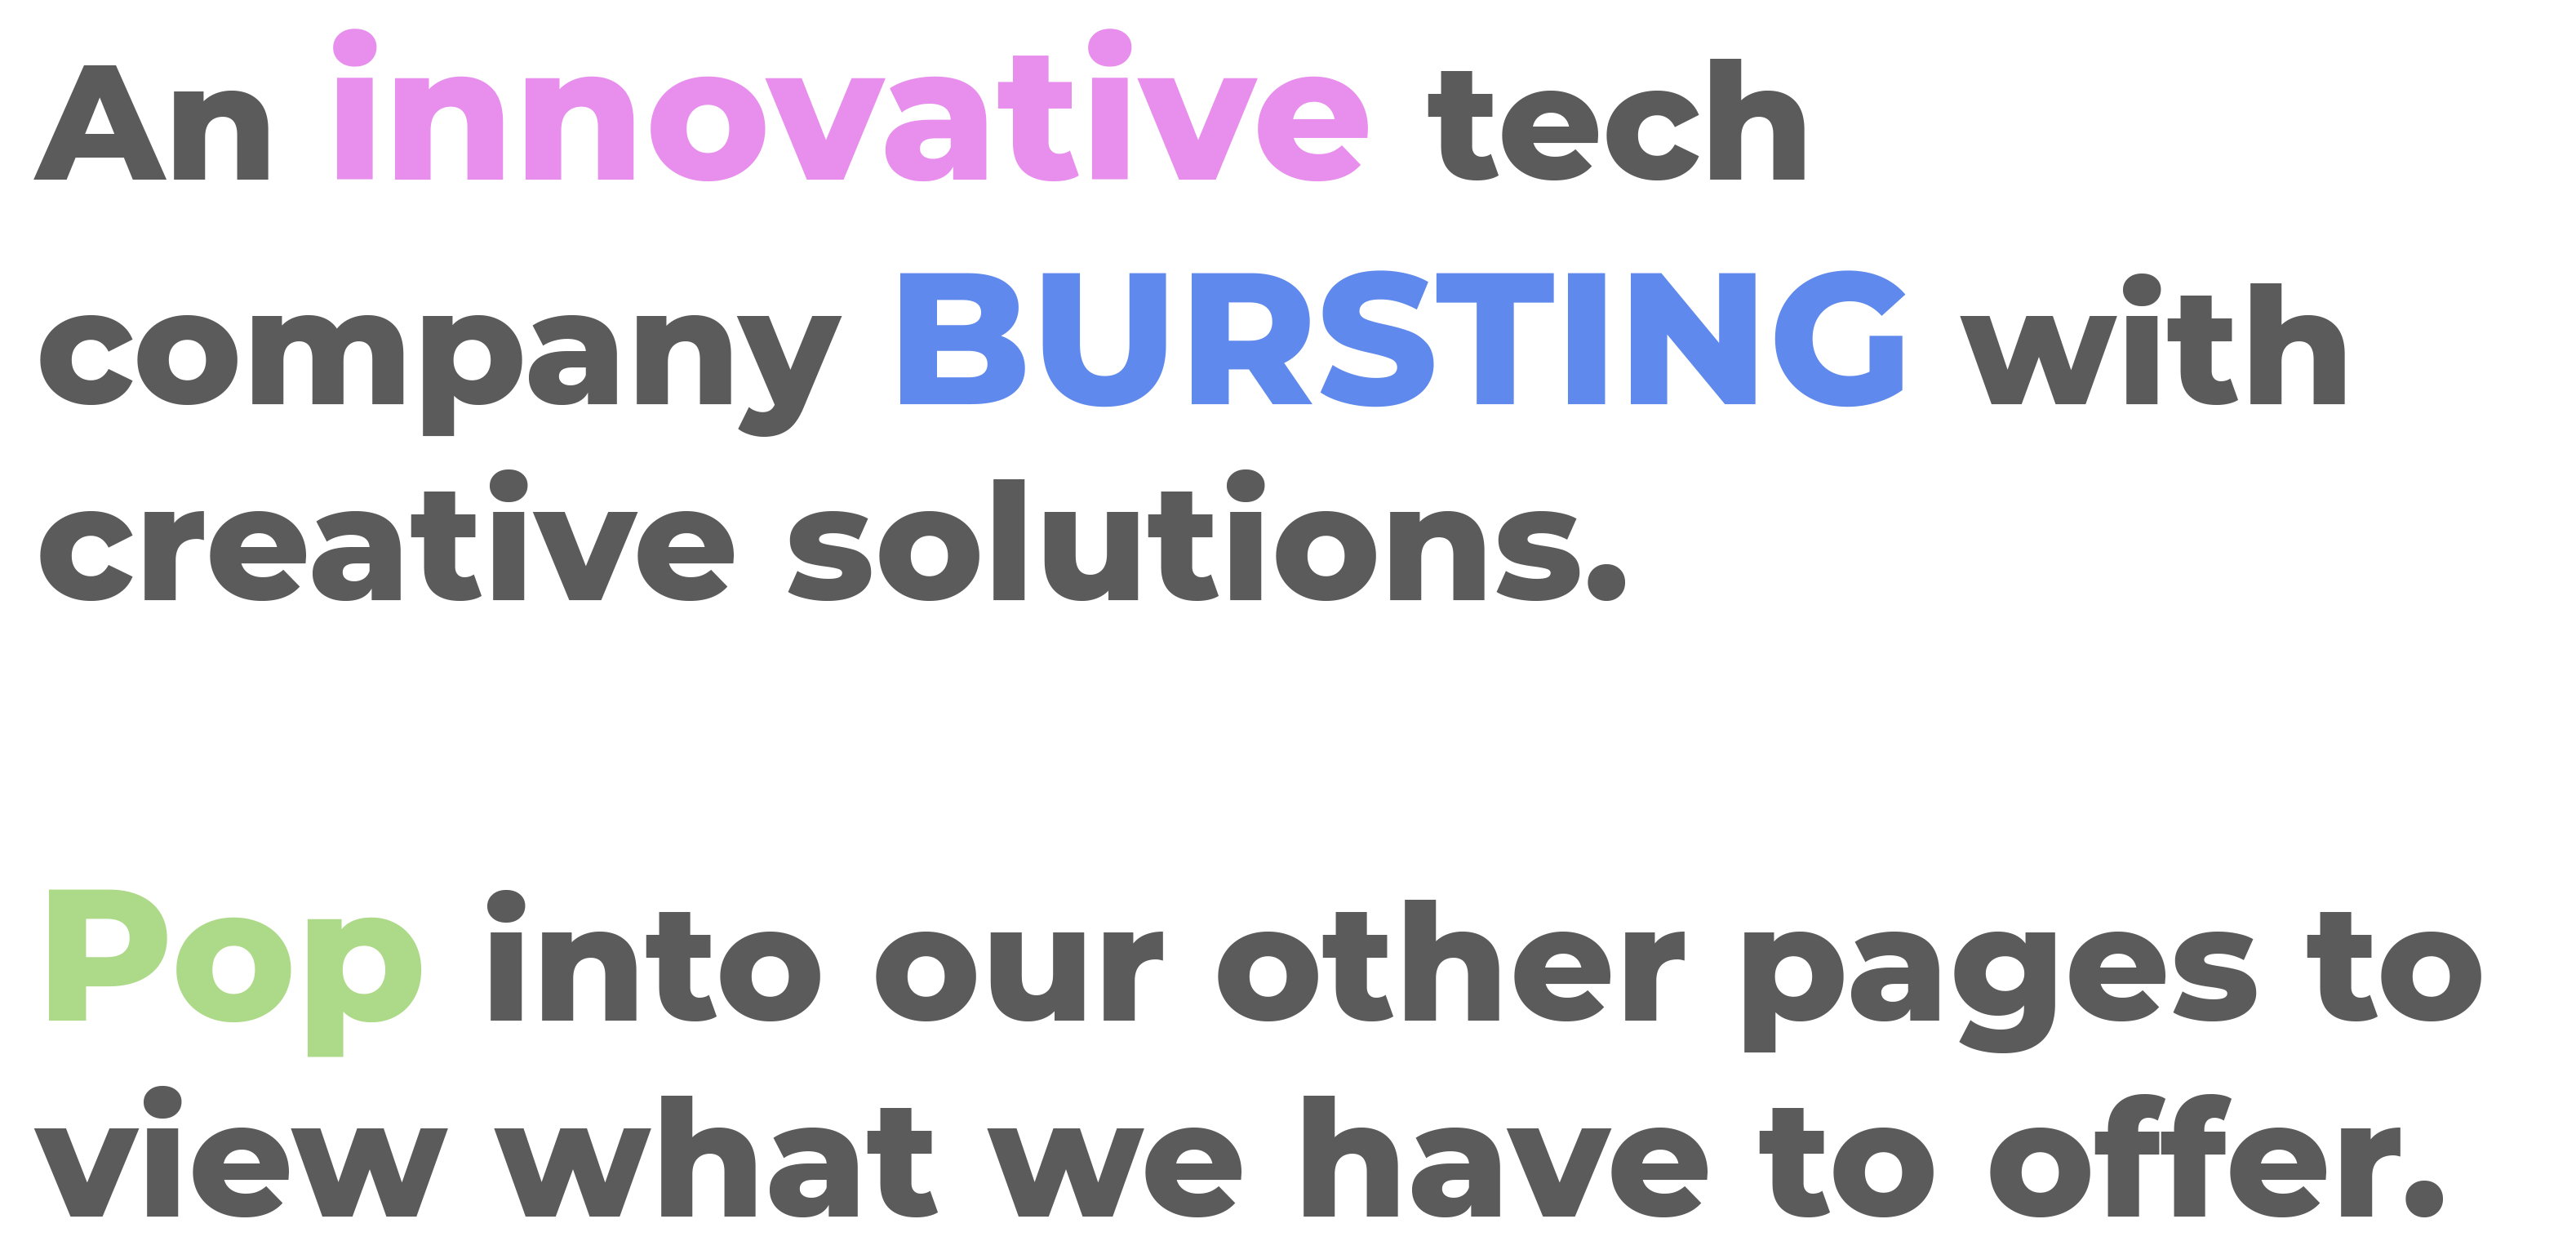 An innovative tech
company BURSTING with
creative solutions.
Pop into our other pages to
view what we have to offer.